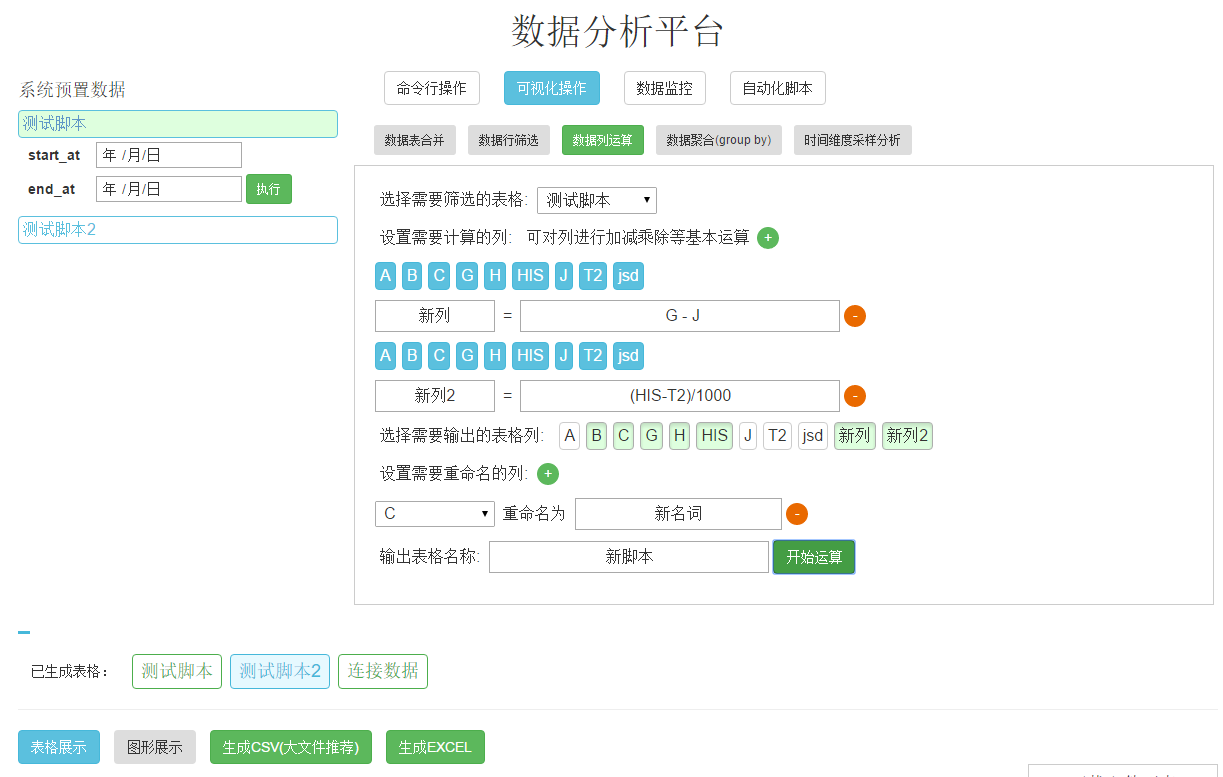 数据分析平台
系统预置数据
测试脚本
start_at 年 /月/日
end_at 年 /月/日 执行
测试脚本2
命令行操作 可视化操作 数据监控 自动化脚本
数据表合并 数据行筛选 数据列运算 数据聚合(group by) 时间维度采样分析
选择需要筛选的表格: 测试脚本
设置需要计算的列: 可对列进行加减乘除等基本运算 +
A B C G H HIS J T2 jsd
新列 = G - J -
A B C G H HIS J T2 jsd
新列2 = (HIS-T2)/1000 -
选择需要输出的表格列: A B C G H HIS J T2 jsd 新列 新列2
设置需要重命名的列: +
C 重命名为 新名词 -
输出表格名称: 新脚本 开始运算
已生成表格： 测试脚本 测试脚本2 连接数据
表格展示 图形展示 生成CSV(大文件推荐) 生成EXCEL